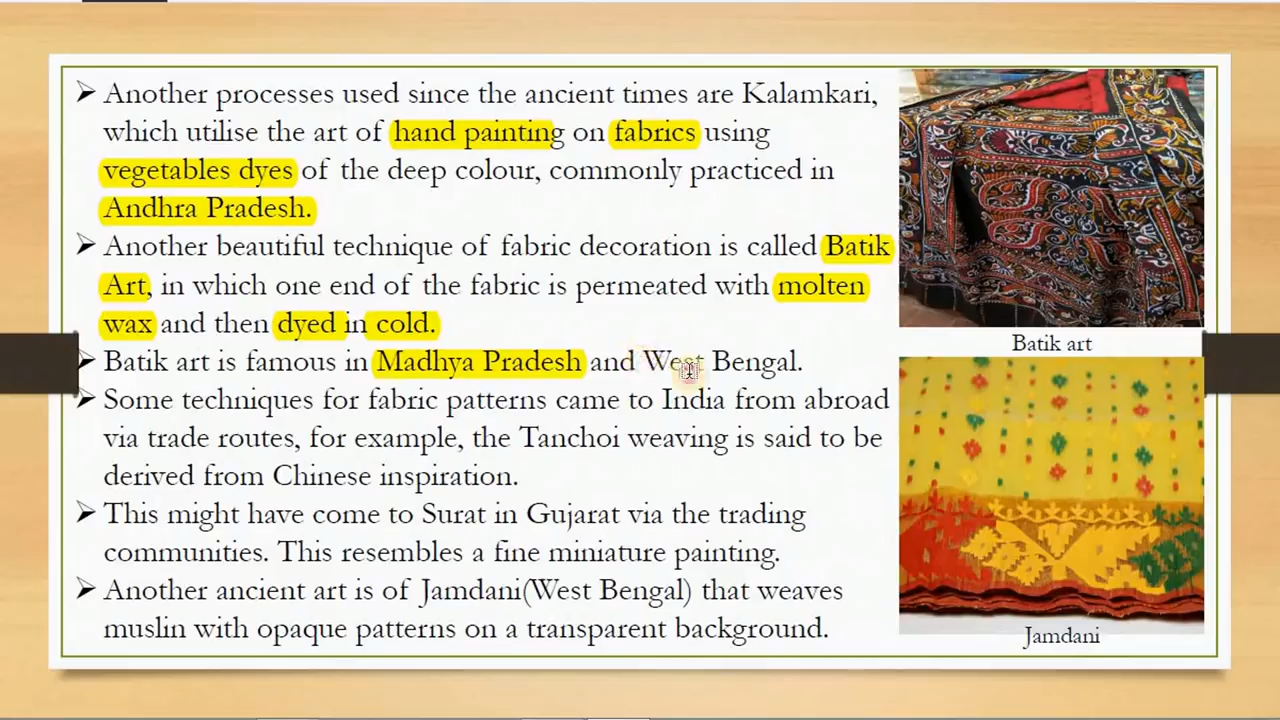 Another processes used since the ancient times are Kalamkari,
which utilise the art of hand painting on fabrics using
vegetables dyes of the deep colour, commonly practiced in
Andhra Pradesh.
Another beautiful technique of fabric decoration is called Batik
Art, in which one end of the fabric is permeated with molten
wax and then dyed in cold.
Batik art is famous in Madhya Pradesh and West Bengal.
Some techniques for fabric patterns came to India from abroad
via trade routes, for example, the Tanchoi weaving is said to be
derived from Chinese inspiration.
This might have come to Surat in Gujarat via the trading
communities. This resembles a fine miniature painting.
Another ancient art is of Jamdani(West Bengal) that weaves
muslin with opaque patterns on a transparent background.
Batik art
Jamdani